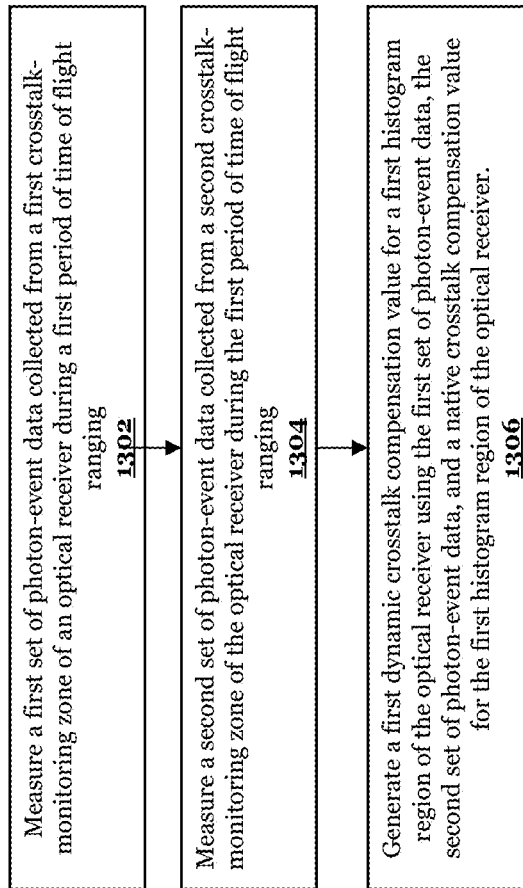 Measure a first set of photon-event data collected from a first crosstalk-
monitoring zone of an optical receiver during a first period of time of flight
ranging
1302
Measure a second set of photon-event data collected from a second crosstalk-
monitoring zone of the optical receiver during the first period of time of flight
ranging
1304
Generate a first dynamic crosstalk compensation value for a first histogram
region of the optical receiver using the first set of photon-event data, the
second set of photon-event data, and a native crosstalk compensation value
for the first histogram region of the optical receiver.
1306